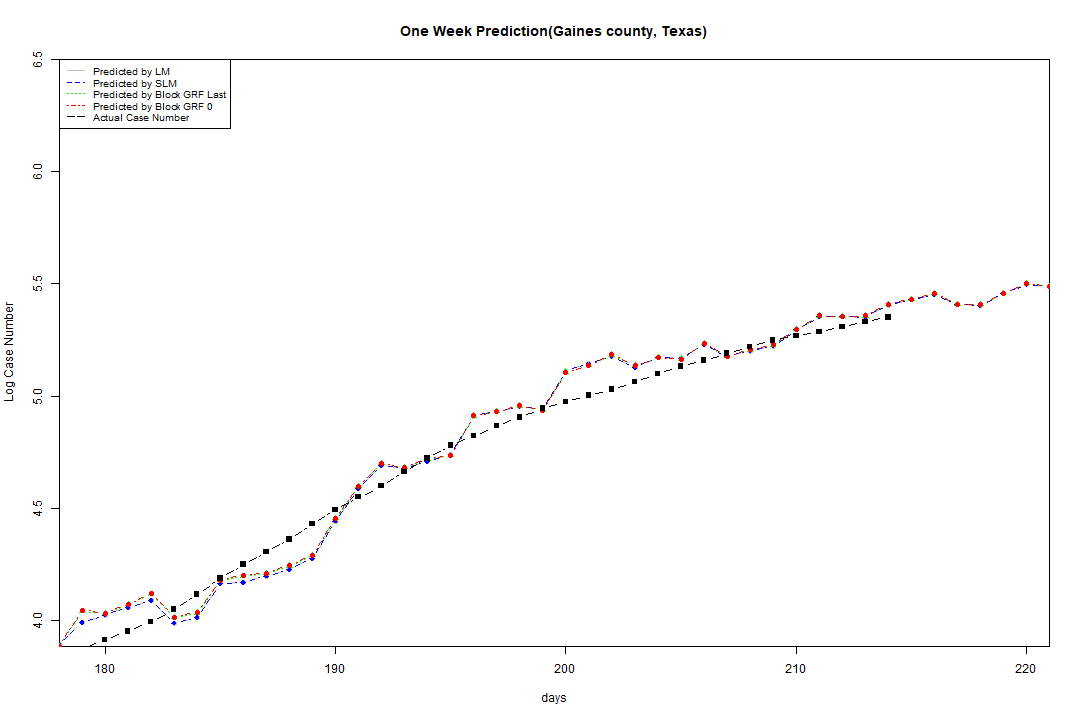 One Week Prediction(Gaines county, Texas)
Predicted by LM
Predicted by SLM
Predicted by Block GRF Last
Predicted by Block GRF 0
Actual Case Number
6.5
6.0
5.5
5.0
4.5
4.0
Log Case Number
180 190 200 210 220
days